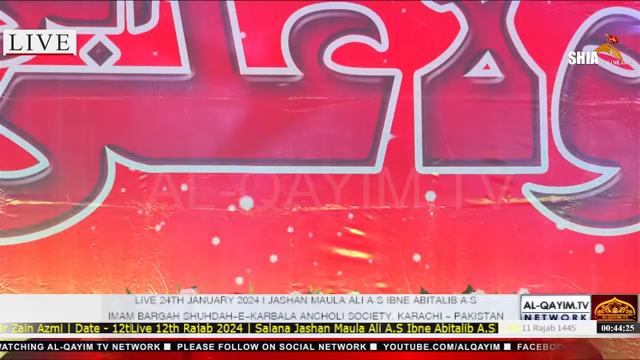 LIVE
SHIA
AL-QAYIM.TV
LIVE 24TH JANUARY 2024 | JASHAN MAULA ALI A.S IBNE ABITALIB A.S
IMAM BARGAH SHUHDAH-E-KARBALA ANCHOLI SOCIETY, KARACHI - PAKISTAN
AL-QAYIM.TV
NETWORK
Zain Azmi | Date - 12tLive 12th Rajab 2024 | Salana Jashan Maula Ali A.S Ibne Abitalib A.S
11 Rajab 1445
00:44:25
WATCHING AL-QAYIM TV NETWORK ■ PLEASE FOLLOW ON SOCIAL NETWORK ■ YOUTUBE ■ INSTAGRAM ■ FACEBO